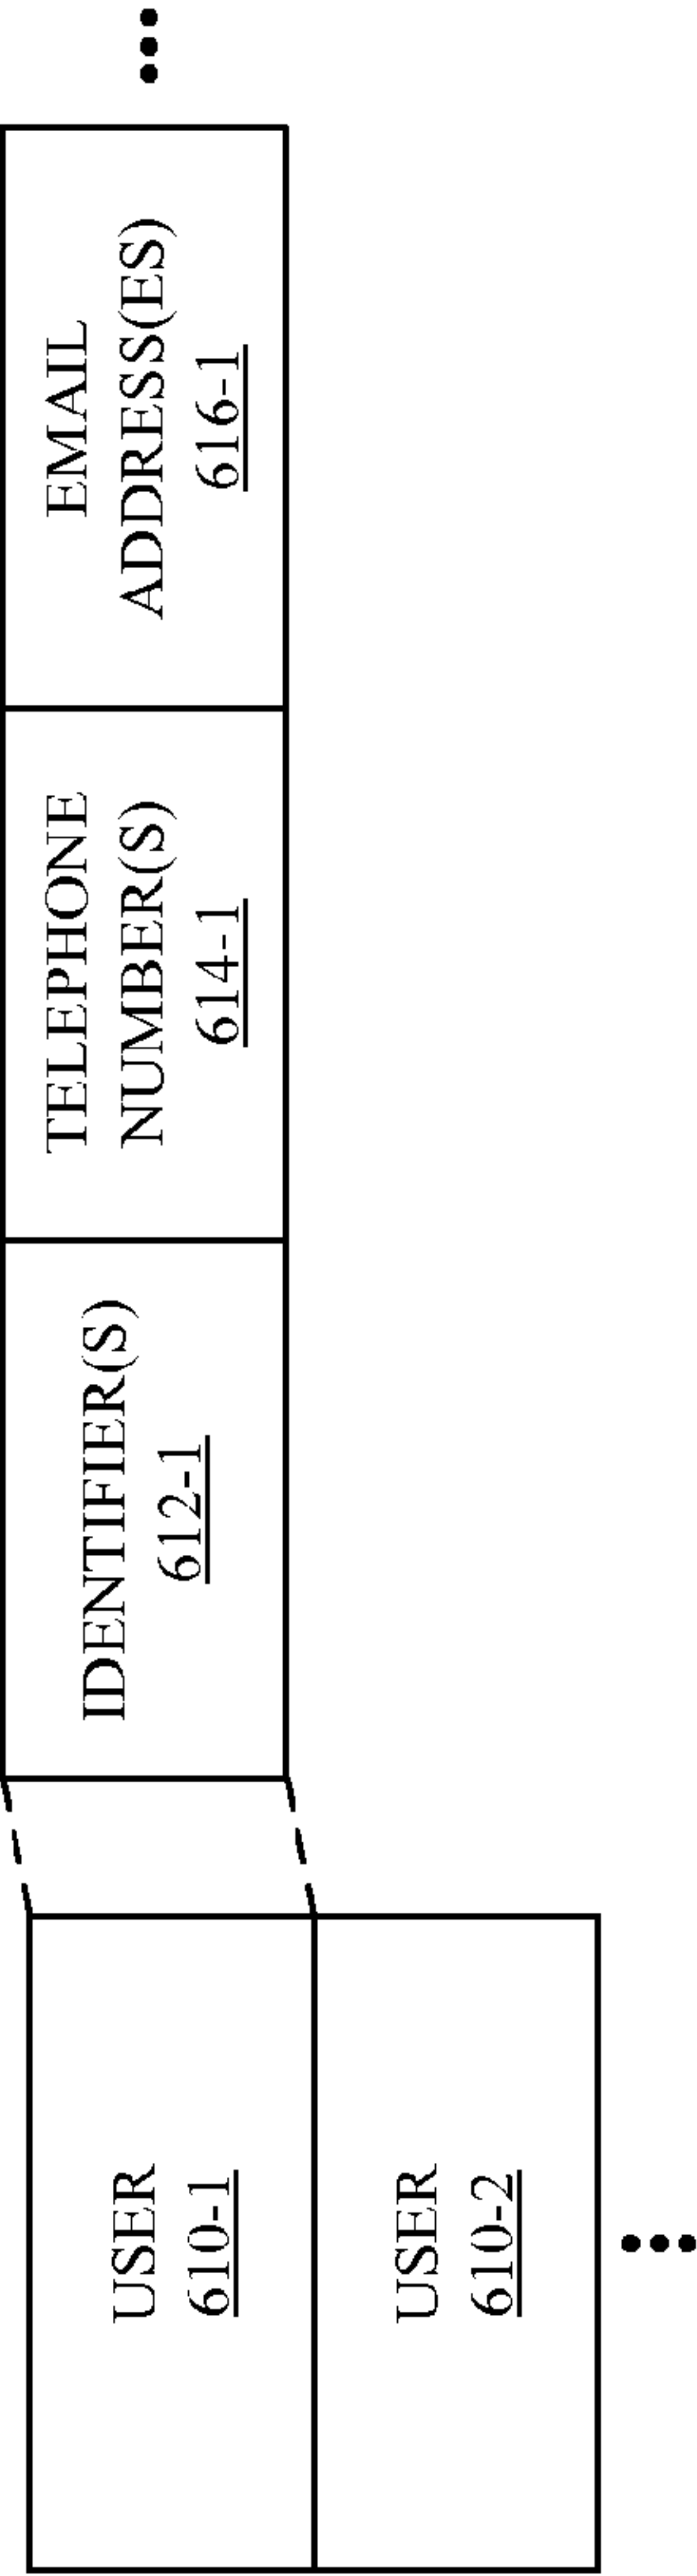 USER
610-1
IDENTIFIER(S)
612-1
TELEPHONE
NUMBER(S)
614-1
EMAIL
ADDRESS(ES)
616-1
USER
610-2